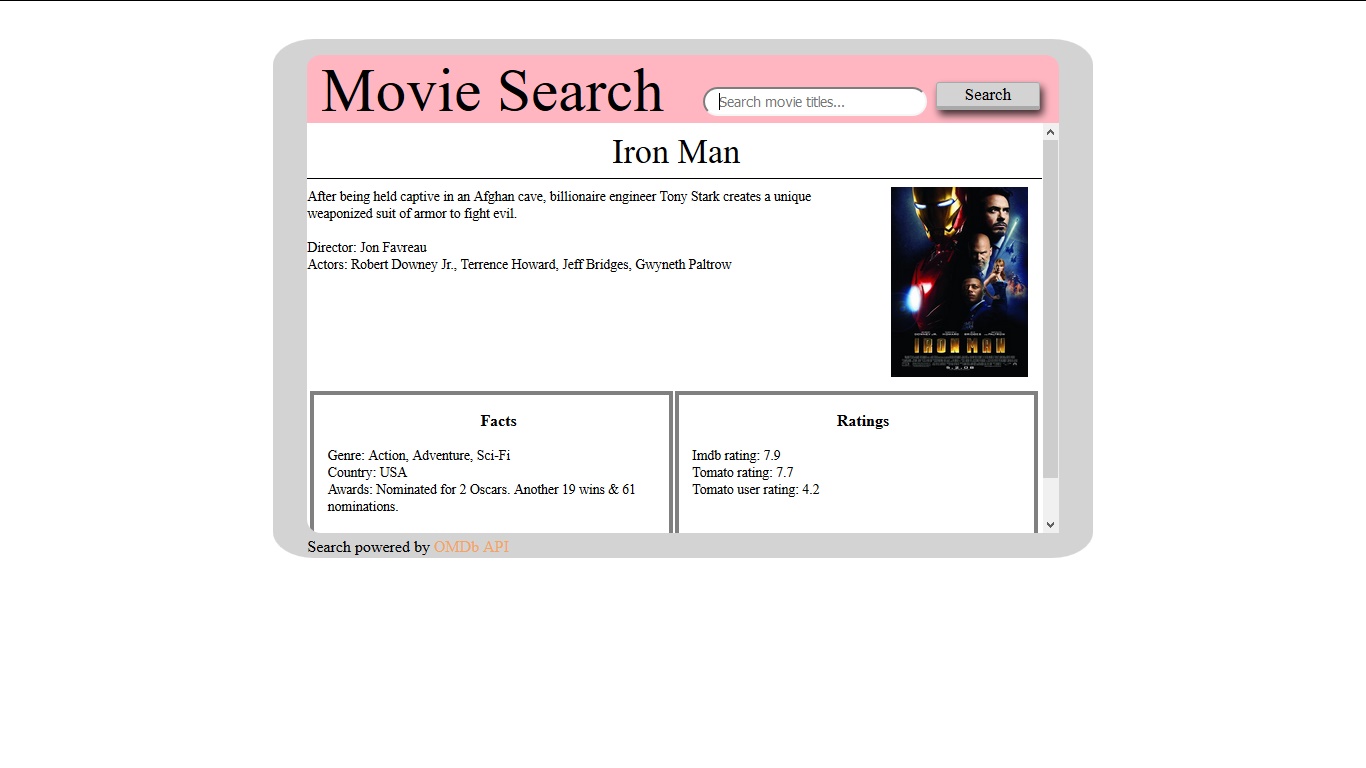 Movie Search
Search movie titles...
Search
Iron Man
After being held captive in an Afghan cave, billionaire engineer Tony Stark creates a unique
weaponized suit of armor to fight evil.
Director: Jon Favreau
Actors: Robert Downey Jr., Terrence Howard, Jeff Bridges, Gwyneth Paltrow
IRON MAN
5.2.08
Facts
Genre: Action, Adventure, Sci-Fi
Country: USA
Awards: Nominated for 2 Oscars. Another 19 wins & 61
nominations.
Ratings
Imdb rating: 7.9
Tomato rating: 7.7
Tomato user rating: 4.2
Search powered by OMDb API